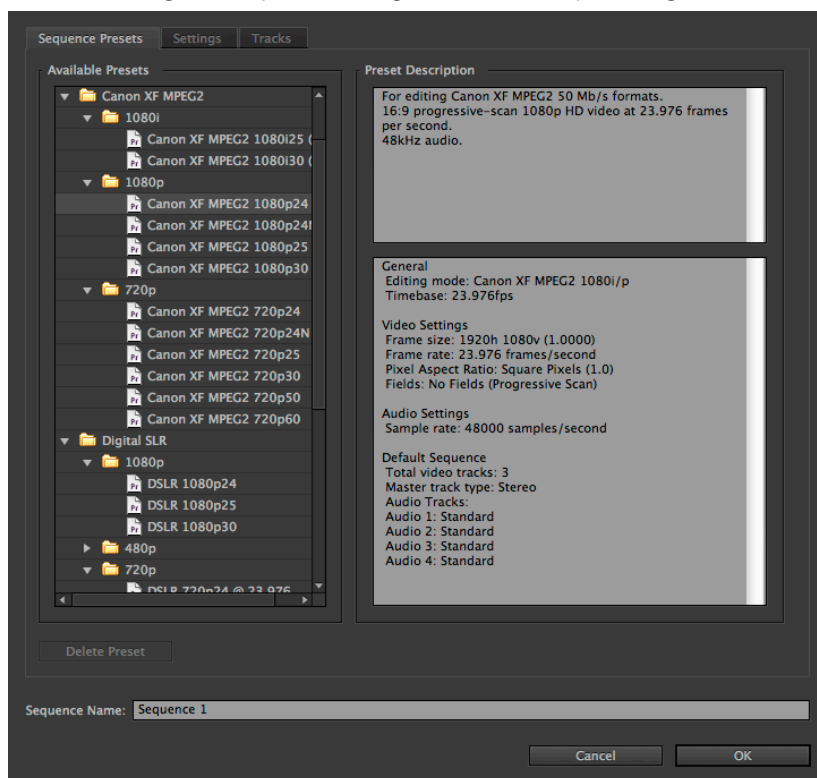 Sequence Presets Settings Tracks
Available Presets
Canon XF MPEG2
1080i
Canon XF MPEG2 1080i25 (
Canon XF MPEG2 1080i30 (
1080p
Canon XF MPEG2 1080p24
Canon XF MPEG2 1080p24
Canon XF MPEG2 1080p25
Canon XF MPEG2 1080p30
720p
Canon XF MPEG2 720p24
Canon XF MPEG2 720p24N
Canon XF MPEG2 720p25
Canon XF MPEG2 720p30
Canon XF MPEG2 720p50
Canon XF MPEG2 720p60
Digital SLR
1080p
DSLR 1080p24
DSLR 1080p25
DSLR 1080p30
480p
720p
DSLR 720p24 @ 23.976
Delete Preset
Preset Description
For editing Canon XF MPEG2 50 Mb/s formats.
16:9 progressive-scan 1080p HD video at 23.976 frames
per second.
48kHz audio.
General
Editing mode: Canon XF MPEG2 1080i/p
Timebase: 23.976fps
Video Settings
Frame size: 1920h 1080v (1.0000)
Frame rate: 23.976 frames/second
Pixel Aspect Ratio: Square Pixels (1.0)
Fields: No Fields (Progressive Scan)
Audio Settings
Sample rate: 48000 samples/second
Default Sequence
Total video tracks: 3
Master track type: Stereo
Audio Tracks:
Audio 1: Standard
Audio 2: Standard
Audio 3: Standard
Audio 4: Standard
Sequence Name: Sequence 1
Cancel OK